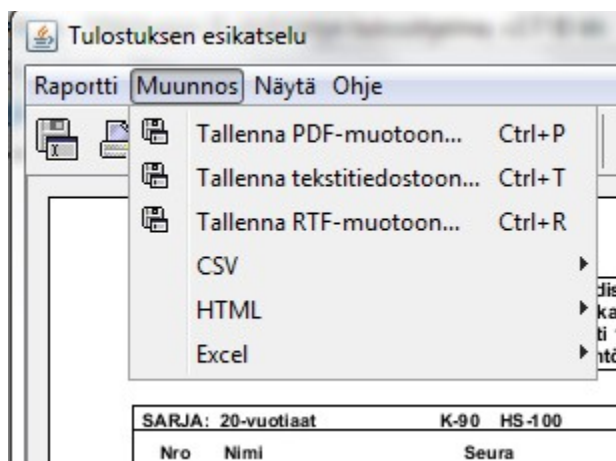 Tulostuksen esikatselu
Raportti Muunnos Näytä Ohje
Tallenna PDF-muotoon... Ctrl+P
Tallenna tekstitiedostoon... Ctrl+T
Tallenna RTF-muotoon... Ctrl+R
CSV
HTML
Excel
SARJA: 20-vuotiaat K-90 HS-100
Nro Nimi Seura